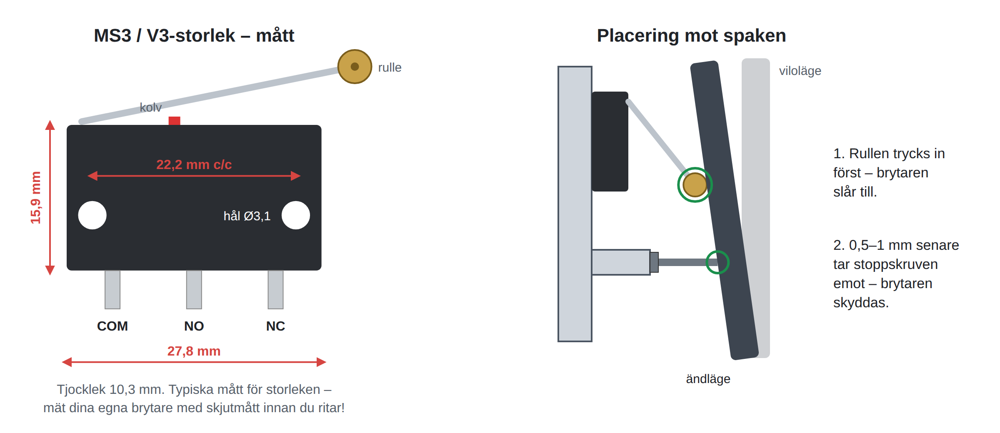 MS3 / V3-storlek – mått
rulle
kolv
22,2 mm c/c
15,9 mm
hål Ø3,1
COM
NO
NC
27,8 mm
Tjocklek 10,3 mm. Typiska mått för storleken –
mät dina egna brytare med skjutmått innan du ritar!
Placering mot spaken
viloläge
1. Rullen trycks in
först – brytaren
slår till.
2. 0,5–1 mm senare
tar stoppskruven
emot – brytaren
skyddas.
ändläge